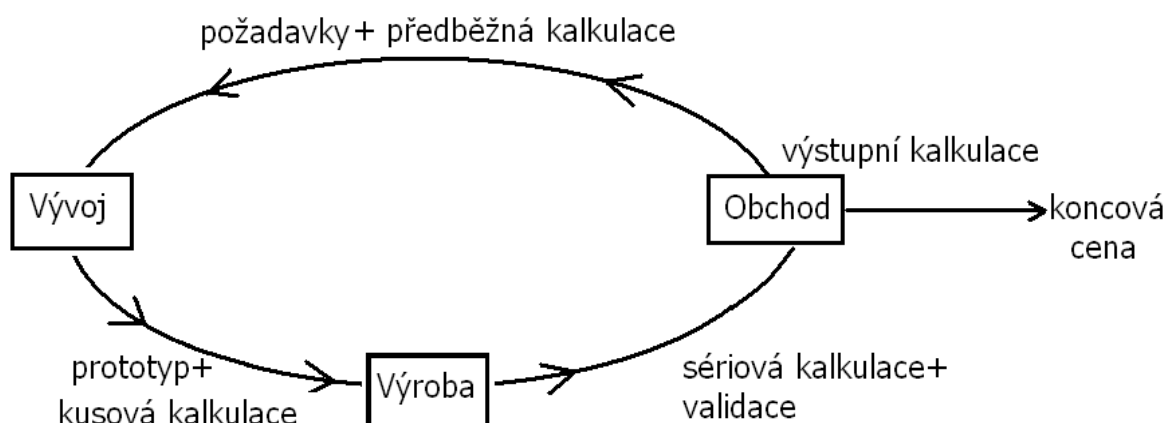 požadavky+ předběžná kalkulace
výstupní kalkulace
Vývoj
Obchod
koncová
cena
prototyp+
kusová kalkulace
Výroba
sériová kalkulace+
validace